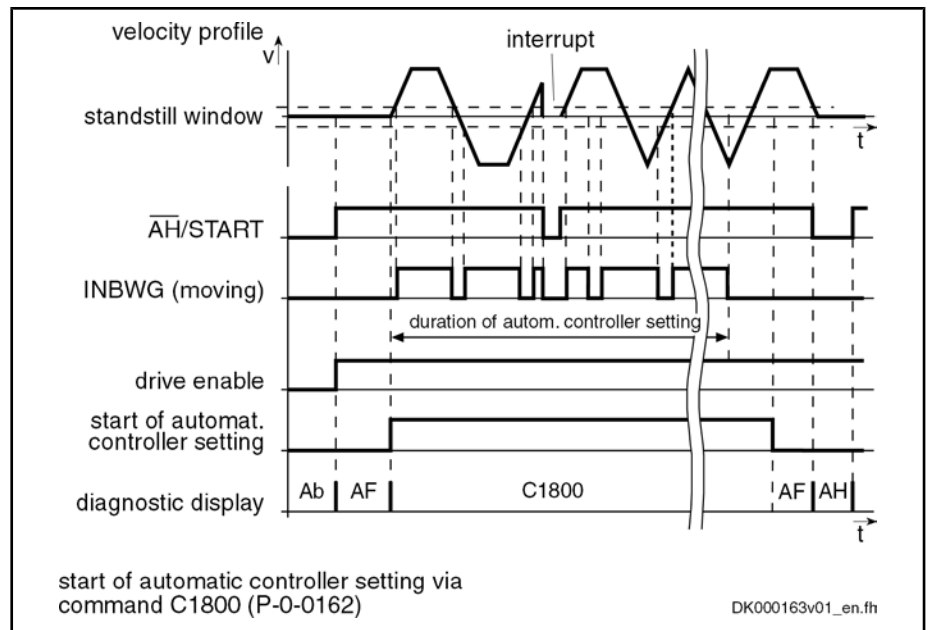 velocity profile
v
interrupt
standstill window
t
AH/START
INBWG (moving)
duration of autom. controller setting
drive enable
start of automat.
controller setting
diagnostic display
Ab AF C1800 AF AH
t
start of automatic controller setting via
command C1800 (P-0-0162)
DK000163v01_en.fh